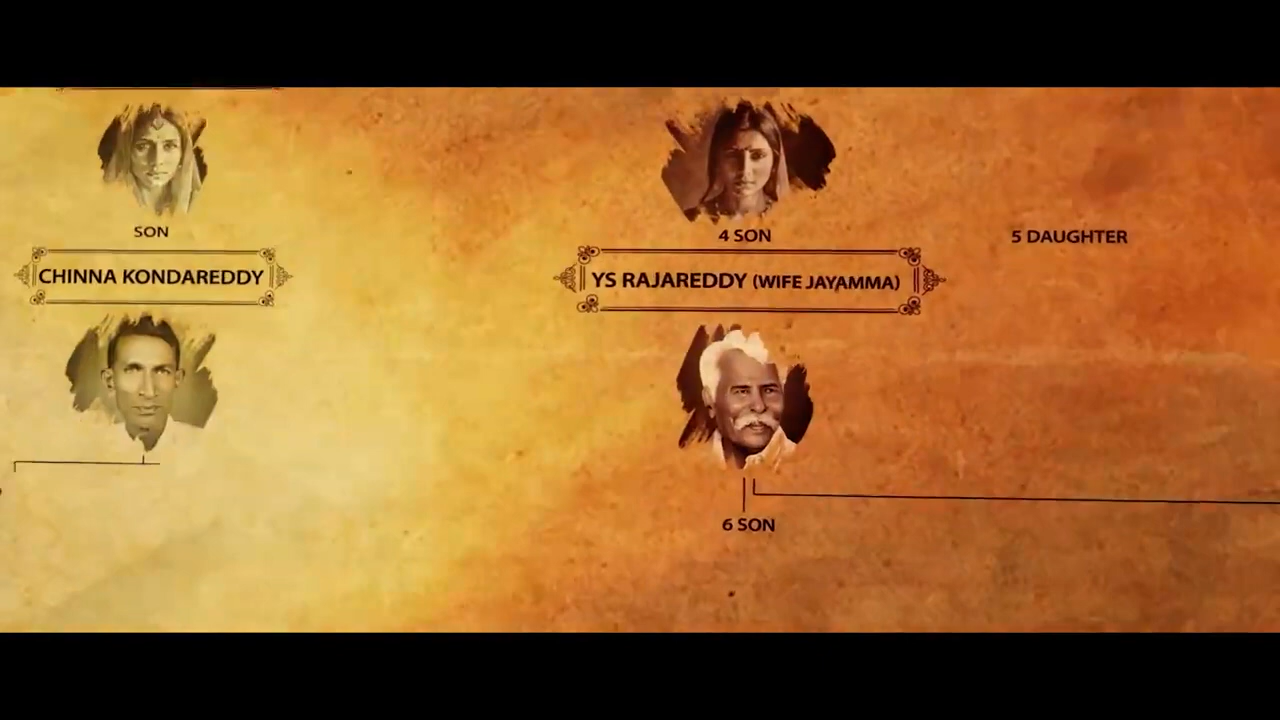 SON
CHINNA KONDAREDDY
4 SON
YS RAJAREDDY (WIFE JAYAMMA)
5 DAUGHTER
6 SON